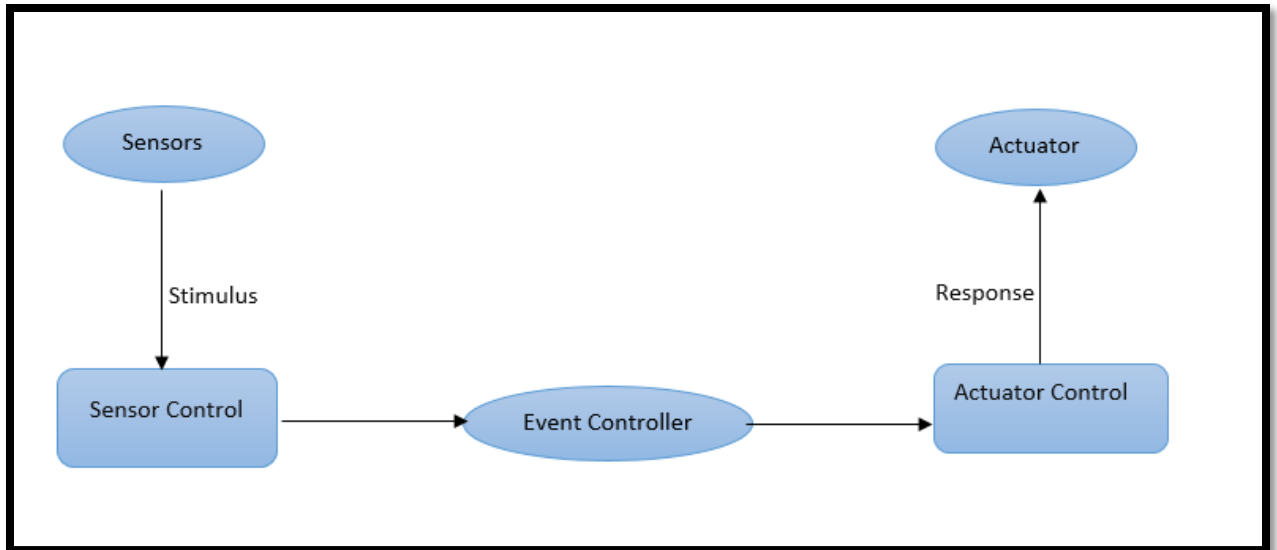 Sensors
Actuator
Stimulus
Response
Sensor Control
Event Controller
Actuator Control